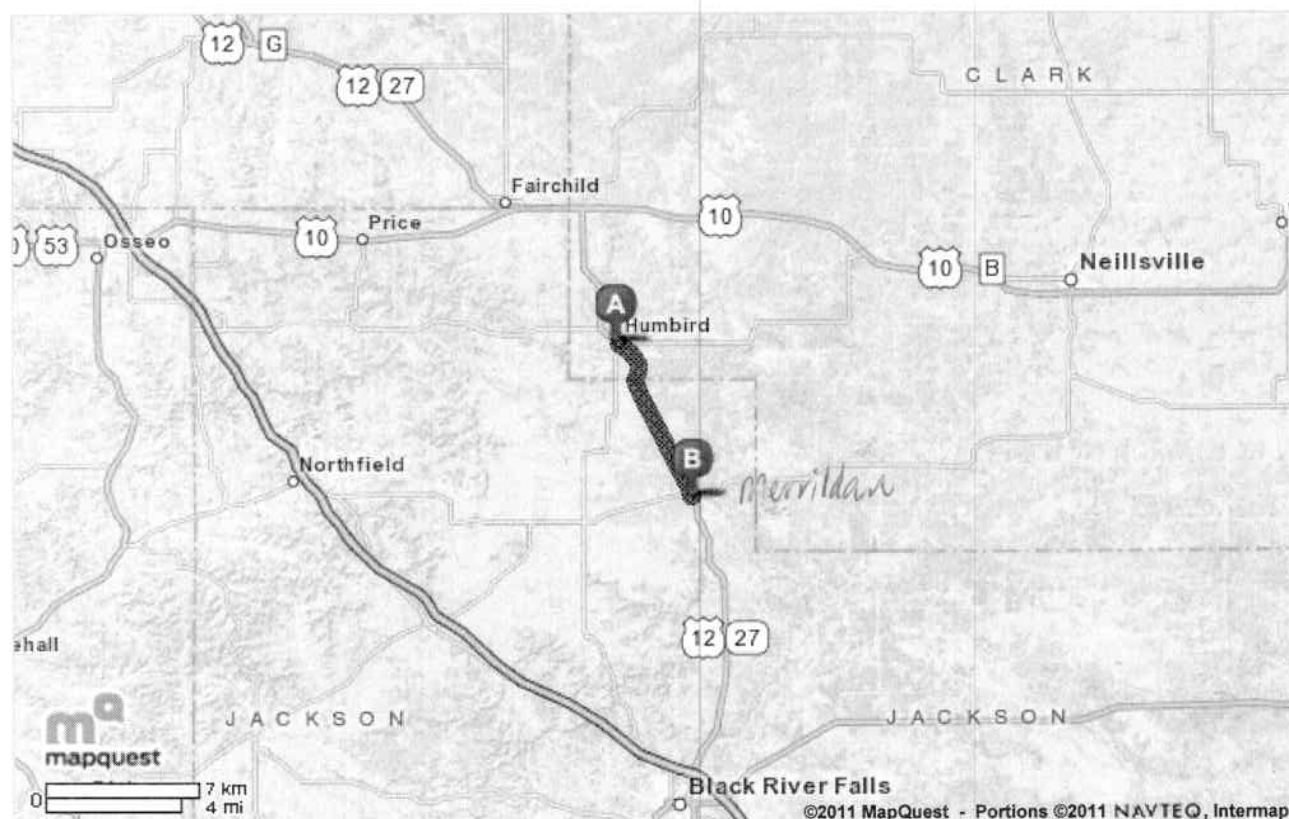 12 G
CLARK
12 27
Fairchild
Price
10
10
53
Osseo
10 B
Neillsville
A
Humbird
B
Northfield
Merrildan
12 27
ehall
JACKSON
JACKSON
mapquest
7 km
0
4 mi
Black River Falls
©2011 MapQuest - Portions ©2011 NAVTEQ, Intermap